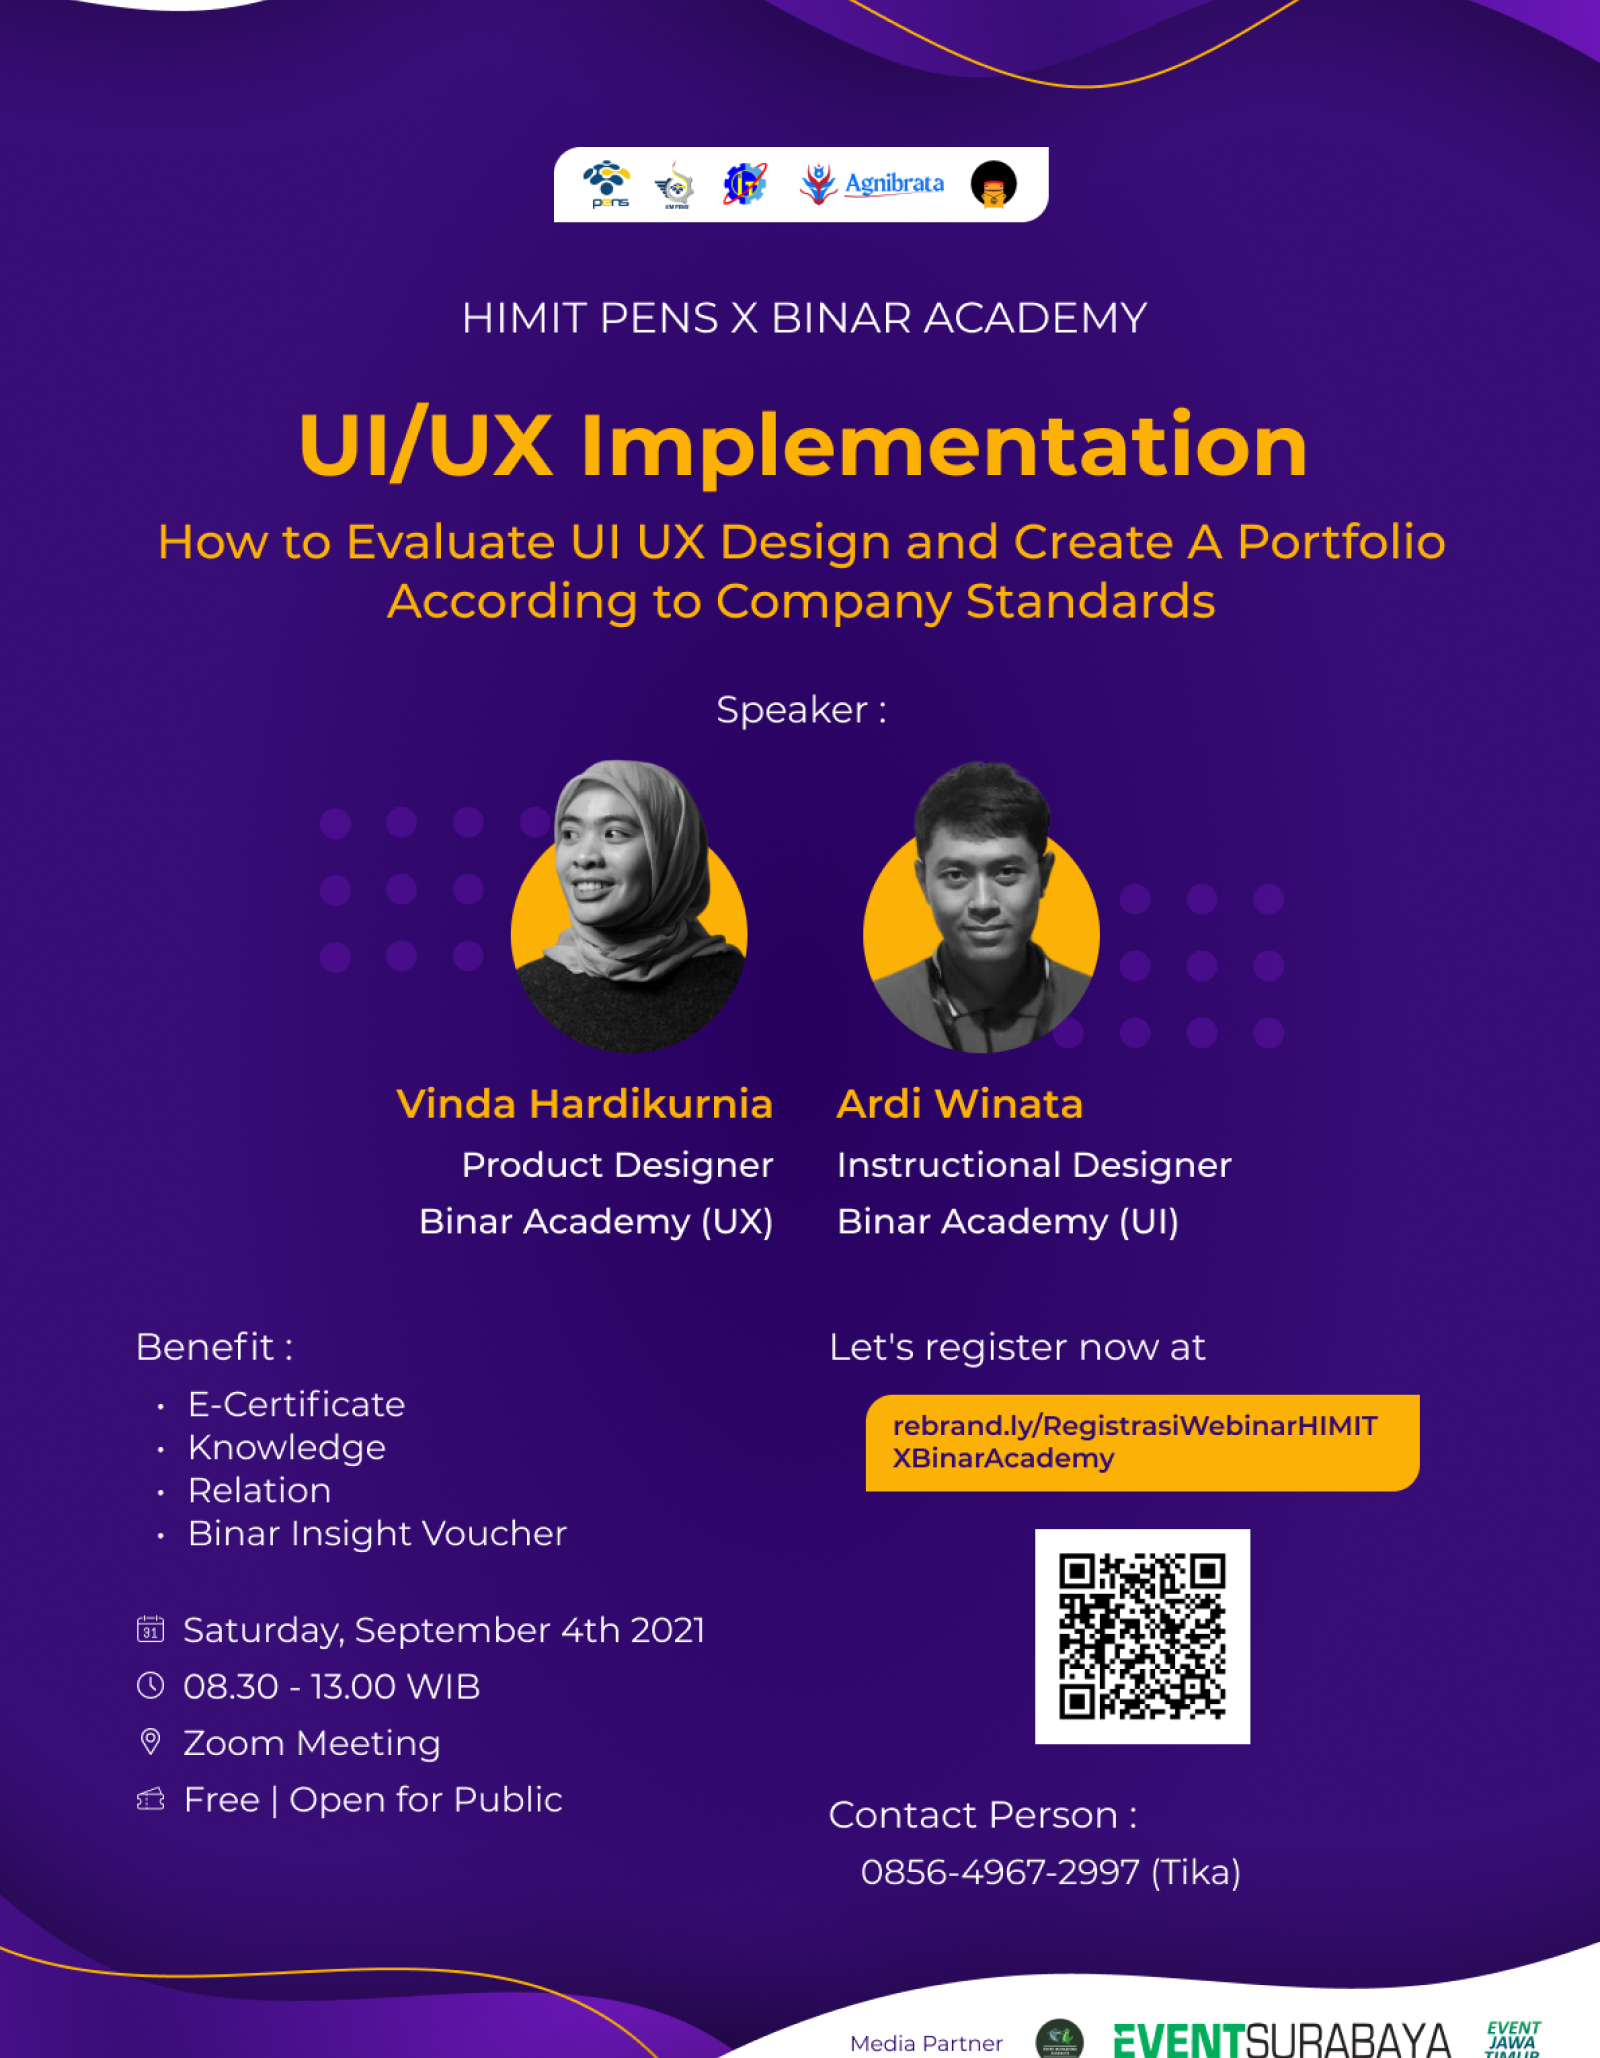 pens
Agnibrata
HIMIT PENS X BINAR ACADEMY
UI/UX Implementation
How to Evaluate UI UX Design and Create A Portfolio
According to Company Standards
Speaker :
Vinda Hardikurnia
Product Designer
Binar Academy (UX)
Ardi Winata
Instructional Designer
Binar Academy (UI)
Benefit :
• E-Certificate
• Knowledge
• Relation
• Binar Insight Voucher
31 Saturday, September 4th 2021
08.30 - 13.00 WIB
Zoom Meeting
Free | Open for Public
Let's register now at
rebrand.ly/RegistrasiWebinarHIMIT
XBinarAcademy
Contact Person :
0856-4967-2997 (Tika)
Media Partner
EVENTSURABAYA
EVENT
JAWA
TIMUR